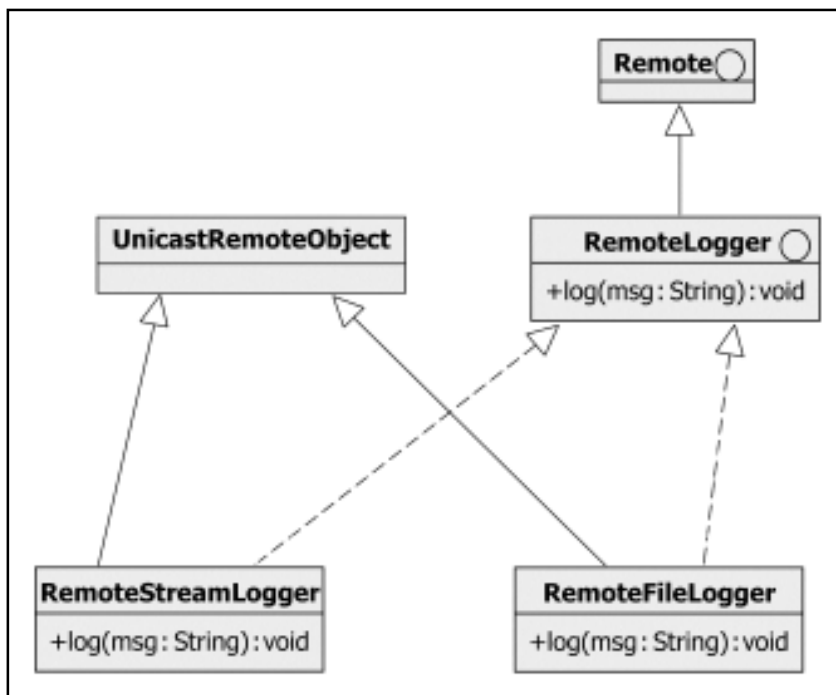 Remote
UnicastRemoteObject
RemoteLogger
+log(msg:String):void
RemoteStreamLogger
+log(msg:String):void
RemoteFileLogger
+log(msg:String):void